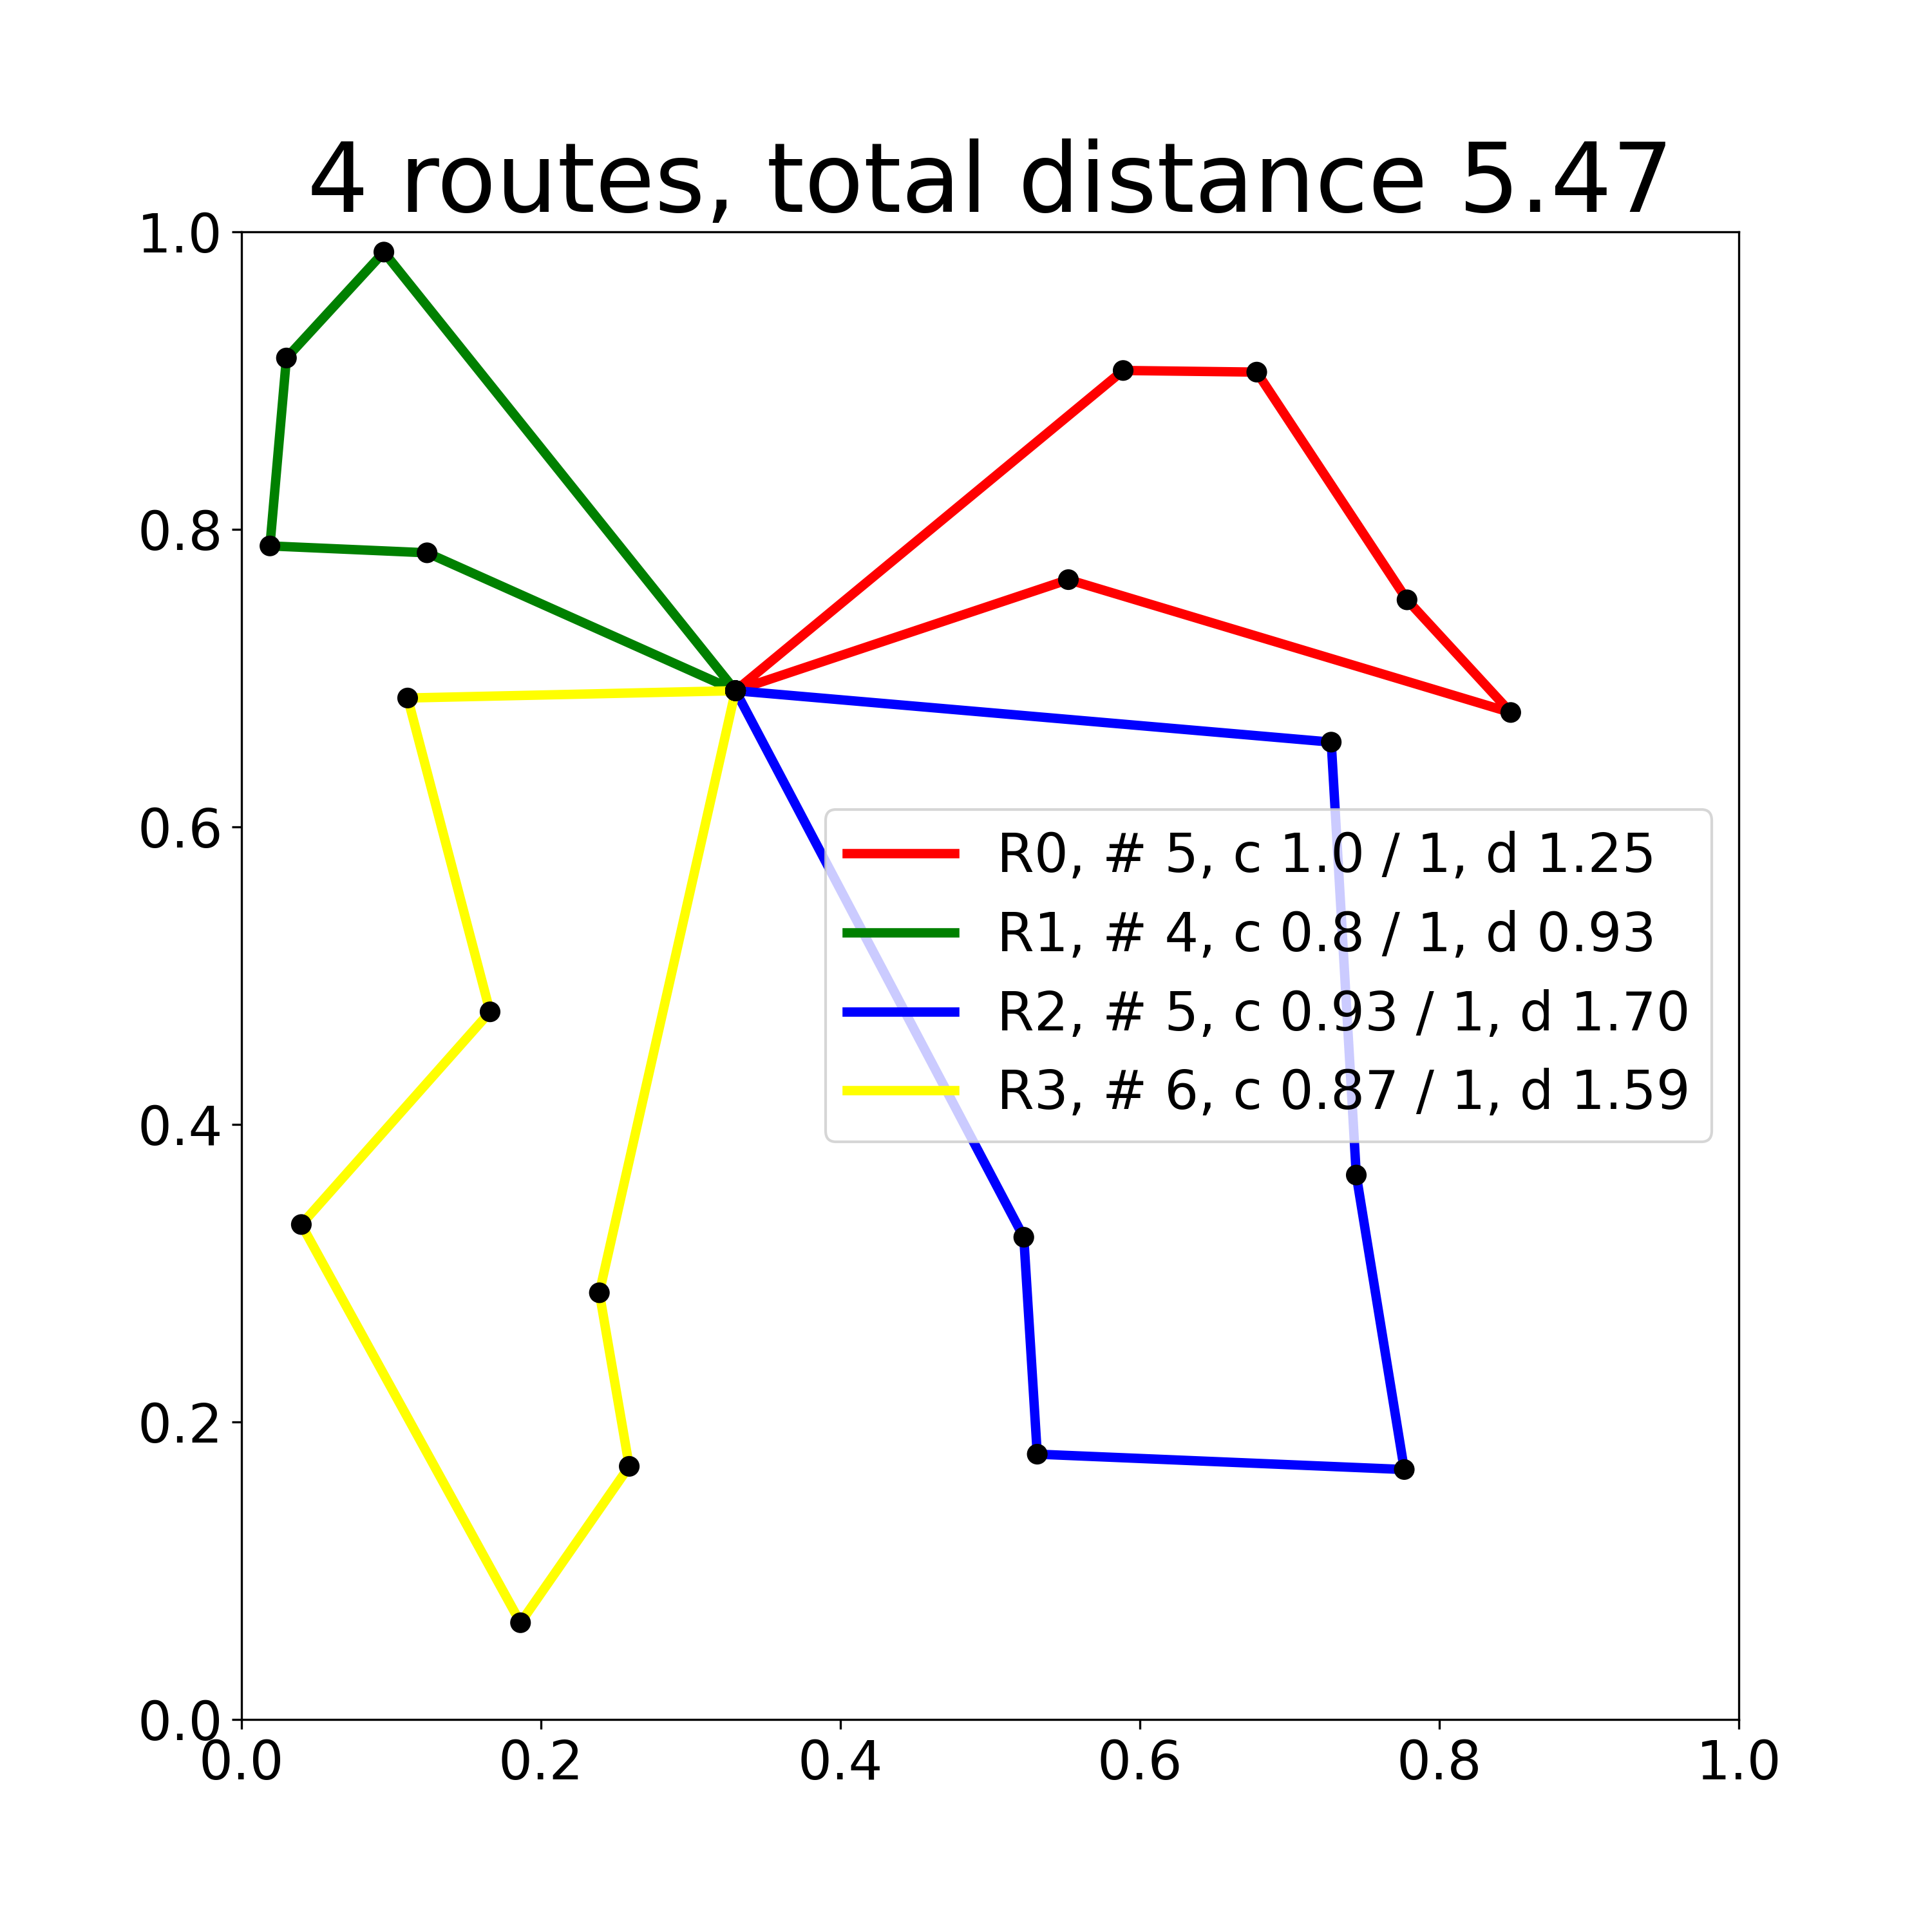 4 routes, total distance 5.47
1.0
0.8
0.6
0.4
0.2
0.0
R0, # 5, c 1.0 / 1, d 1.25
R1, # 4, c 0.8 / 1, d 0.93
R2, # 5, c 0.93 / 1, d 1.70
R3, # 6, c 0.87 / 1, d 1.59
0.0 0.2 0.4 0.6 0.8 1.0